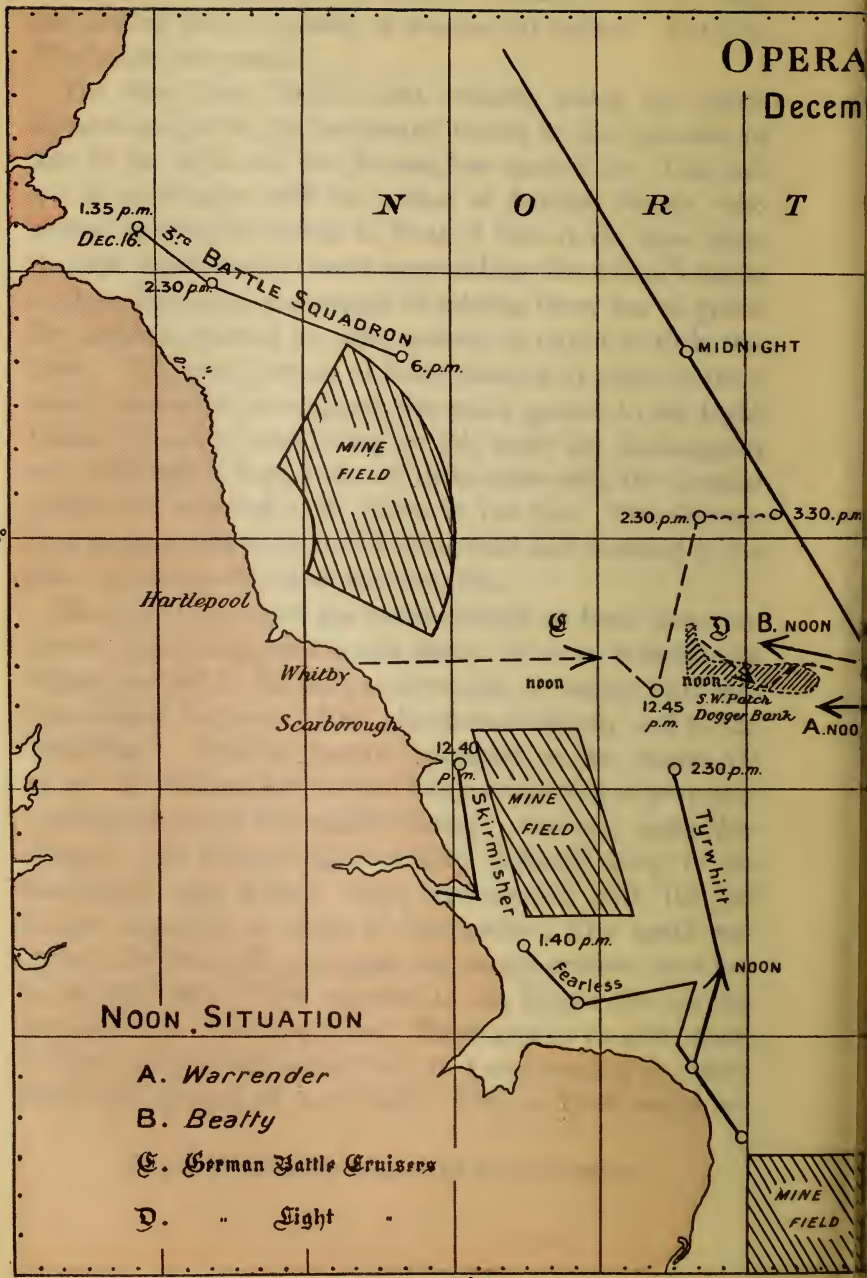 OPERA
Decem
N O R T
1.35 p.m.
DEC. 16.
3rd BATTLE SQUADRON
2.30 p.m.
6. p.m.
MIDNIGHT
MINE
FIELD
2.30. p.m.
3.30. p.m
Hartlepool
C
noon
D
B. NOON
Whitby
noon
S.W. Patch
Dogger Bank
12.45
p.m.
A. NOO
Scarborough
12.40
p.m.
Skirmisher
MINE
FIELD
2.30 p.m.
Tyrwhitt
1.40 p.m.
Fearless
NOON
NOON SITUATION
A. Warrender
B. Beatty
C. German Battle Cruisers
D. " Light "
MINE
FIELD